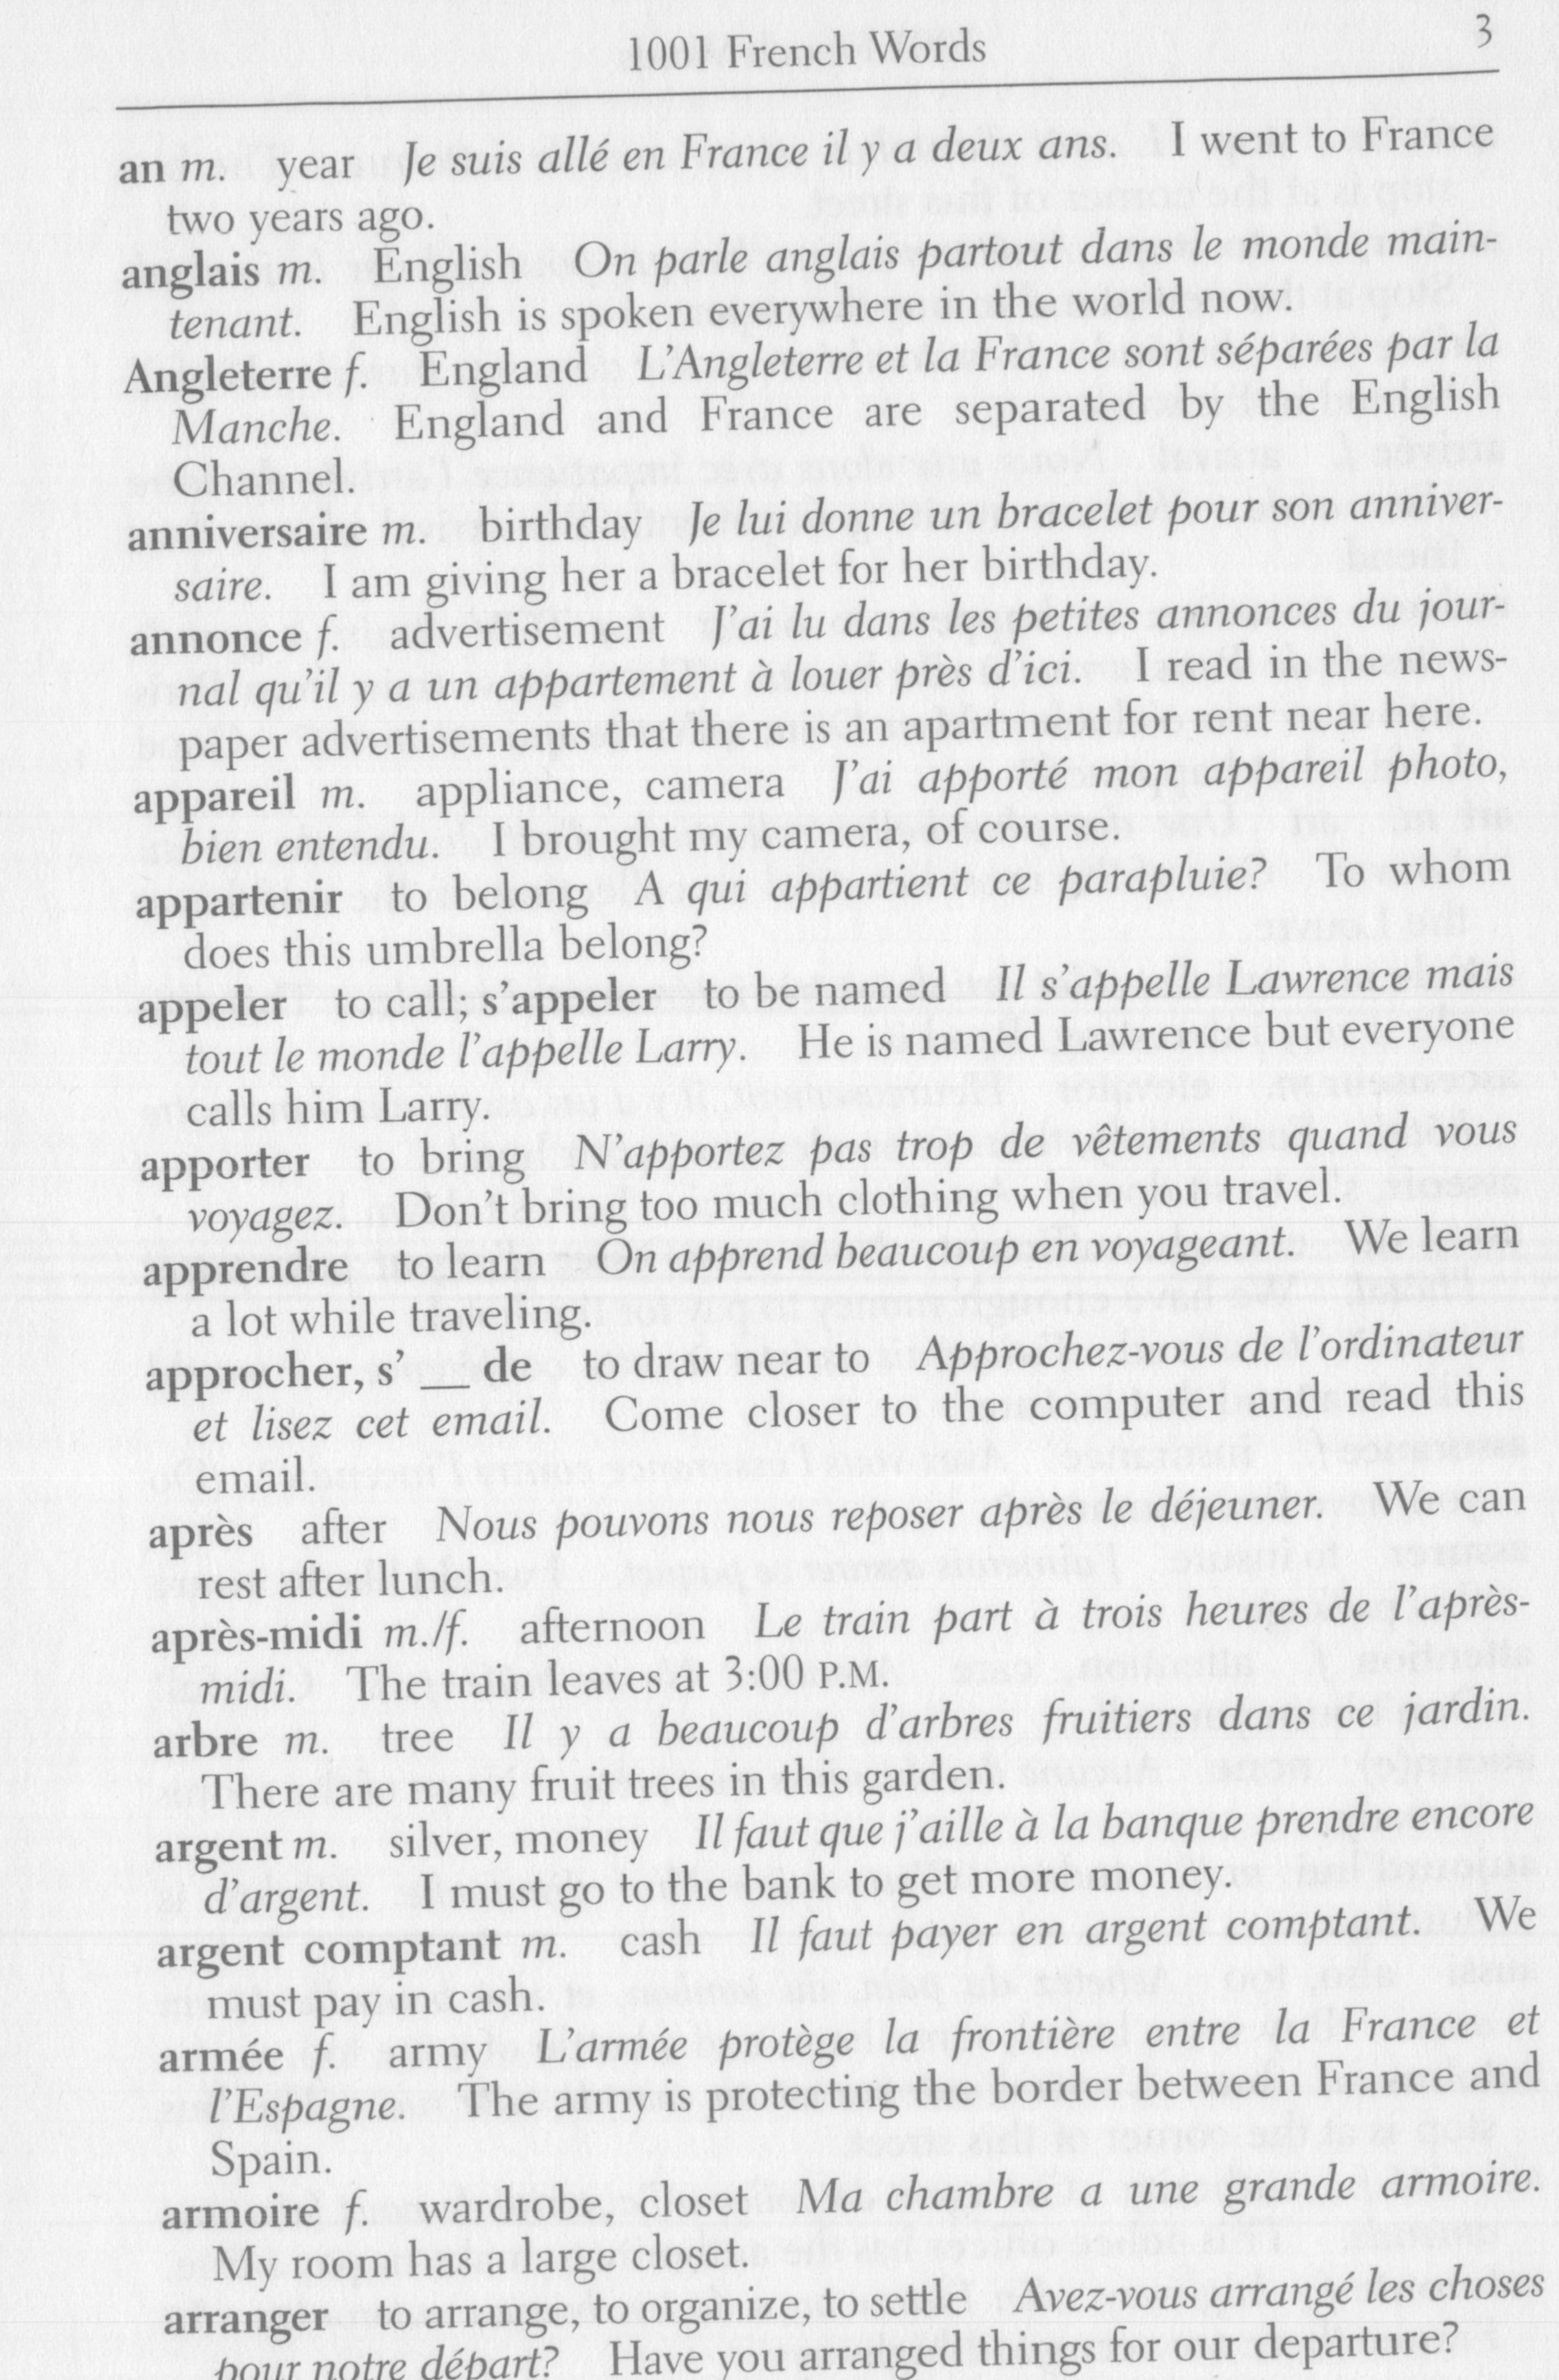 1001 French Words 3
an m. year Je suis allé en France il y a deux ans. I went to France
two years ago.
anglais m. English On parle anglais partout dans le monde main-
tenant. English is spoken everywhere in the world now.
Angleterre f. England L'Angleterre et la France sont séparées par la
Manche. England and France are separated by the English
Channel.
anniversaire m. birthday Je lui donne un bracelet pour son anniver-
saire. I am giving her a bracelet for her birthday.
annonce f. advertisement J'ai lu dans les petites annonces du jour-
nal qu'il y a un appartement à louer près d'ici. I read in the news-
paper advertisements that there is an apartment for rent near here.
appareil m. appliance, camera J'ai apporté mon appareil photo,
bien entendu. I brought my camera, of course.
appartenir to belong A qui appartient ce parapluie? To whom
does this umbrella belong?
appeler to call; s'appeler to be named Il s'appelle Lawrence mais
tout le monde l'appelle Larry. He is named Lawrence but everyone
calls him Larry.
apporter to bring N'apportez pas trop de vêtements quand vous
voyagez. Don't bring too much clothing when you travel.
apprendre to learn On apprend beaucoup en voyageant. We learn
a lot while traveling.
approcher, s' __ de to draw near to Approchez-vous de l'ordinateur
et lisez cet email. Come closer to the computer and read this
email.
après after Nous pouvons nous reposer après le déjeuner. We can
rest after lunch.
après-midi m./f. afternoon Le train part à trois heures de l'après-
midi. The train leaves at 3:00 P.M.
arbre m. tree Il y a beaucoup d'arbres fruitiers dans ce jardin.
There are many fruit trees in this garden.
argent m. silver, money Il faut que j'aille à la banque prendre encore
d'argent. I must go to the bank to get more money.
argent comptant m. cash Il faut payer en argent comptant. We
must pay in cash.
armée f. army L'armée protège la frontière entre la France et
l'Espagne. The army is protecting the border between France and
Spain.
armoire f. wardrobe, closet Ma chambre a une grande armoire.
My room has a large closet.
arranger to arrange, to organize, to settle Avez-vous arrangé les choses
pour notre départ? Have you arranged things for our departure?